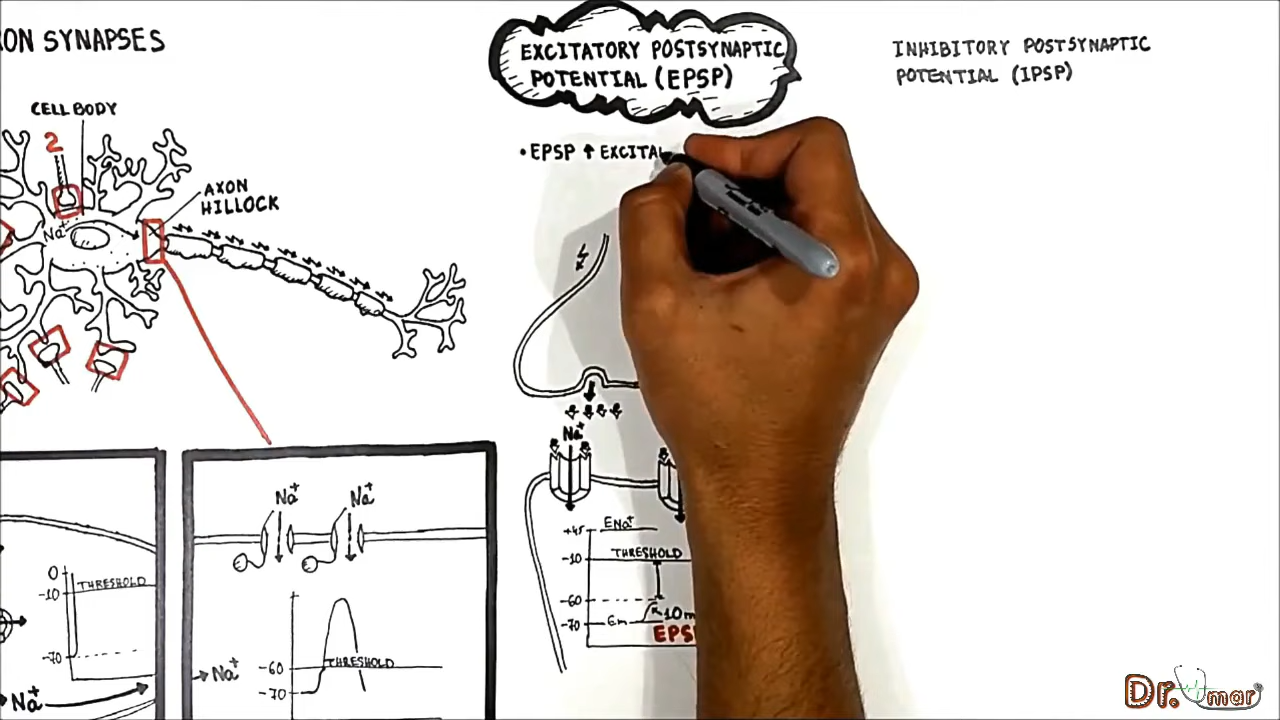 ON SYNAPSES
CELL BODY
2
Na+
AXON
HILLOCK
EXCITATORY POSTSYNAPTIC
POTENTIAL (EPSP)
INHIBITORY POSTSYNAPTIC
POTENTIAL (IPSP)
• EPSP ↑ EXCITA
Na+
+45 ENa+
-10 THRESHOLD
-60
-70 Em 10m
EPS
0 THRESHOLD
-10
-70
Na+
Na+ Na+
-60 THRESHOLD
-70
Na+
Dr. Umar